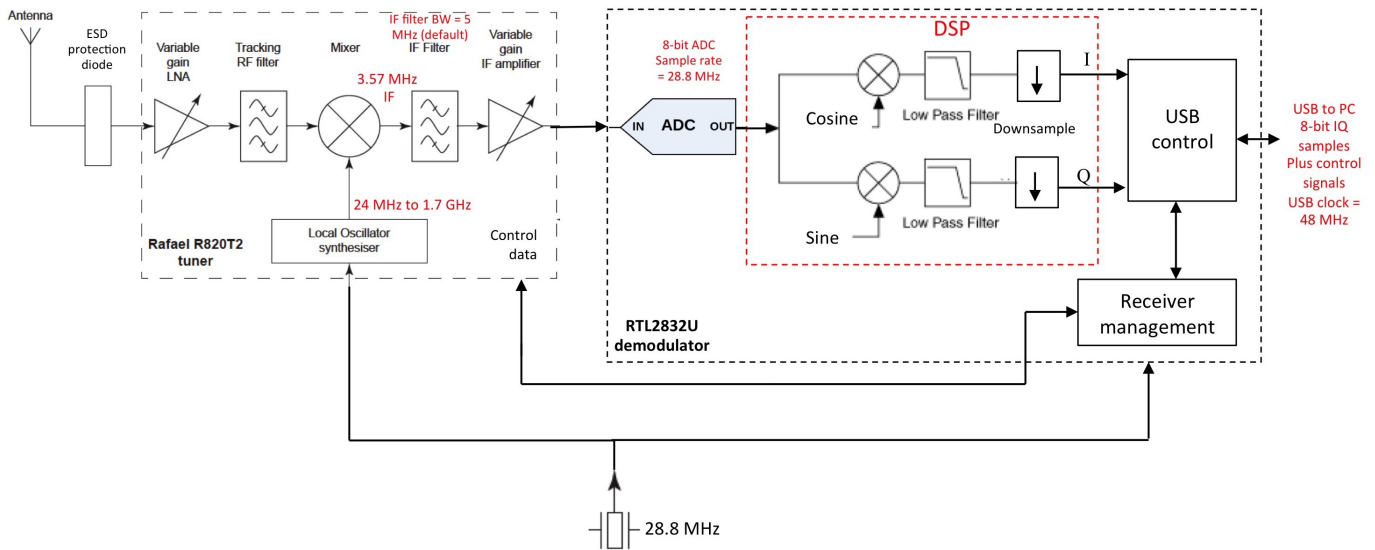 Antenna
ESD
protection
diode
Variable
gain
LNA
Tracking
RF filter
Mixer
IF filter BW = 5
MHz (default)
IF Filter
Variable
gain
IF amplifier
3.57 MHz
IF
24 MHz to 1.7 GHz
Local Oscillator
synthesiser
Rafael R820T2
tuner
Control
data
8-bit ADC
Sample rate
= 28.8 MHz
IN
ADC
OUT
DSP
Cosine
Low Pass Filter
Downsample
I
Sine
Low Pass Filter
Q
USB
control
USB to PC
8-bit IQ
samples
Plus control
signals
USB clock =
48 MHz
Receiver
management
RTL2832U
demodulator
28.8 MHz